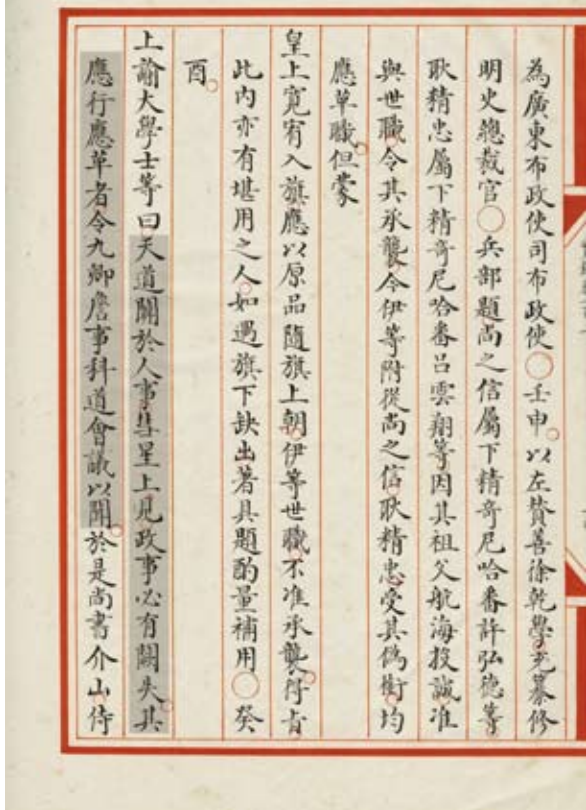 為廣東布政使司布政使〇壬申。以左贊善徐乾學充纂修
明史總裁官〇兵部題尚之信屬下精奇尼哈番許弘德等
耿精忠屬下精奇尼哈番呂雲翔等因其祖父航海投誠准
與世職。令其承襲。今伊等附從尚之信。耿精忠。受其偽銜。均
應革職。但蒙
皇上寬宥入旗。應以原品隨旗上朝。伊等世職。不准承襲。得旨
此內亦有堪用之人。如遇旗下缺出。著具題酌量補用〇癸
酉。
上諭大學士等曰。天道關於人事。彗星上見。政事必有闕失。其
應行應革者。令九卿詹事科道會議以聞。於是尚書介山。侍